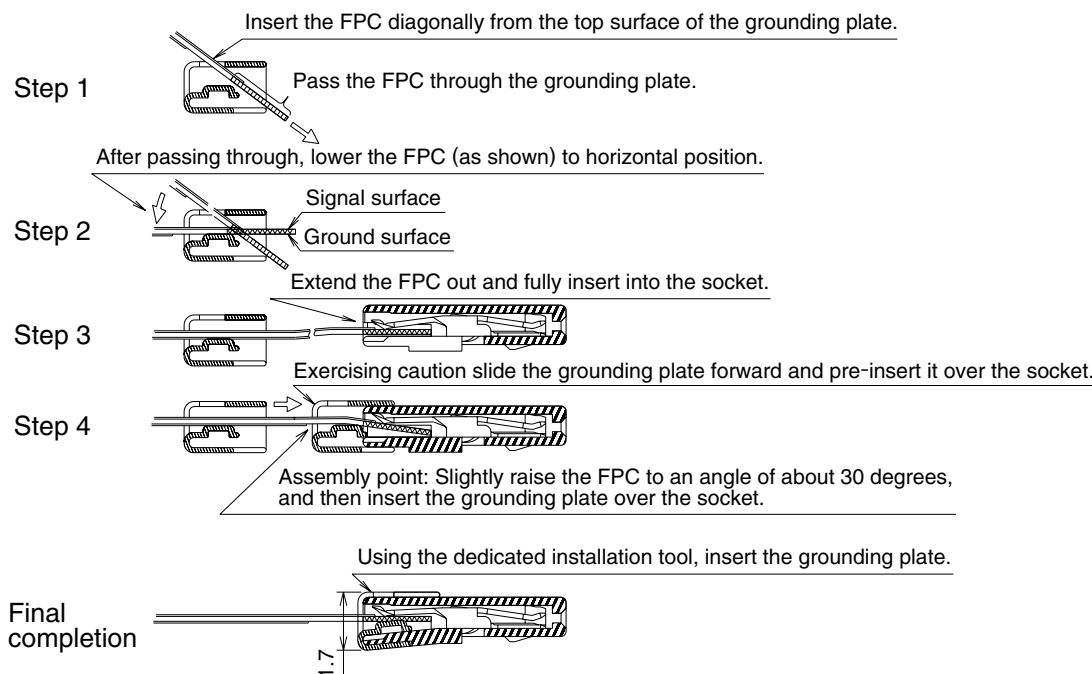 Insert the FPC diagonally from the top surface of the grounding plate.
Step 1
Pass the FPC through the grounding plate.
After passing through, lower the FPC (as shown) to horizontal position.
Signal surface
Step 2
Ground surface
Extend the FPC out and fully insert into the socket.
Step 3
Exercising caution slide the grounding plate forward and pre-insert it over the socket.
Step 4
Assembly point: Slightly raise the FPC to an angle of about 30 degrees,
and then insert the grounding plate over the socket.
Using the dedicated installation tool, insert the grounding plate.
Final
completion
1.7